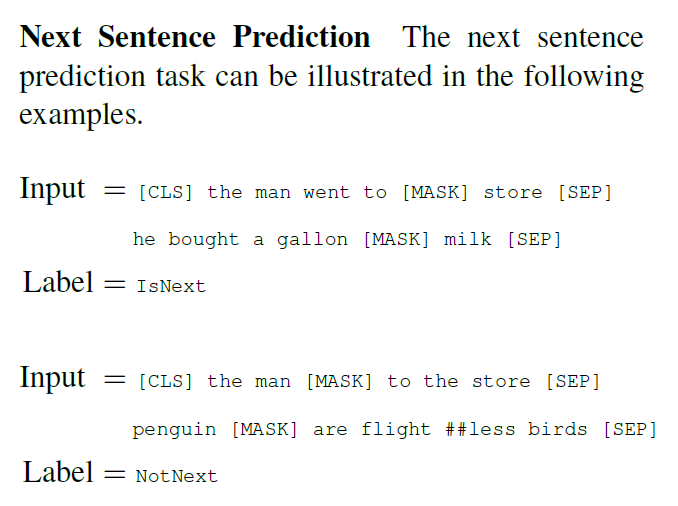 Next Sentence Prediction The next sentence
prediction task can be illustrated in the following
examples.
Input = [CLS] the man went to [MASK] store [SEP]
he bought a gallon [MASK] milk [SEP]
Label = IsNext
Input = [CLS] the man [MASK] to the store [SEP]
penguin [MASK] are flight ##less birds [SEP]
Label = NotNext